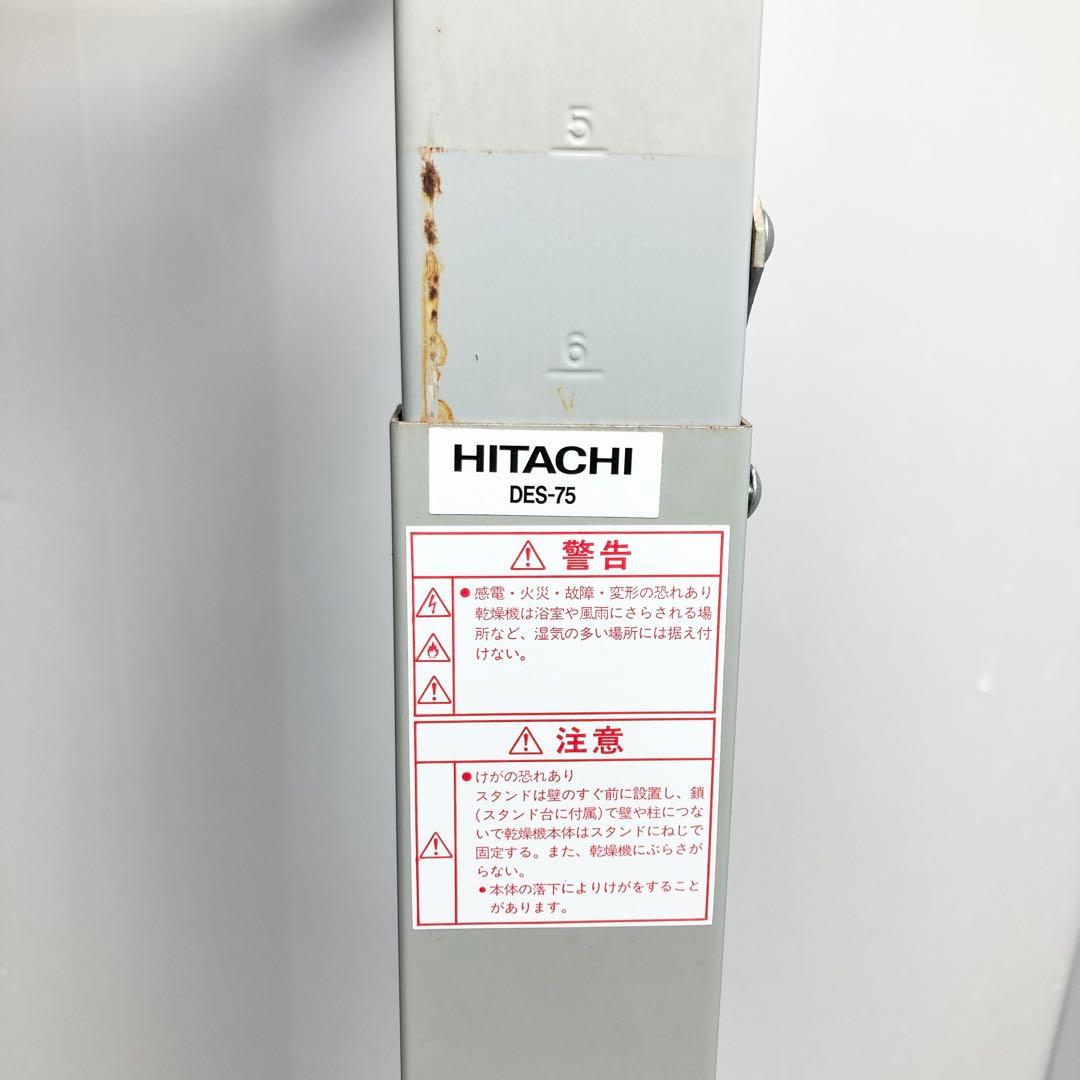 5
6
HITACHI
DES-75
警告
●感電・火災・故障・変形の恐れあり
乾燥機は浴室や風雨にさらされる場
所など、湿気の多い場所には据え付
けない。
注意
●けがの恐れあり
スタンドは壁のすぐ前に設置し、鎖
(スタンド台に付属)で壁や柱につな
いで乾燥機本体はスタンドにねじで
固定する。また、乾燥機にぶらさが
らない。
●本体の落下によりけがをすること
があります。